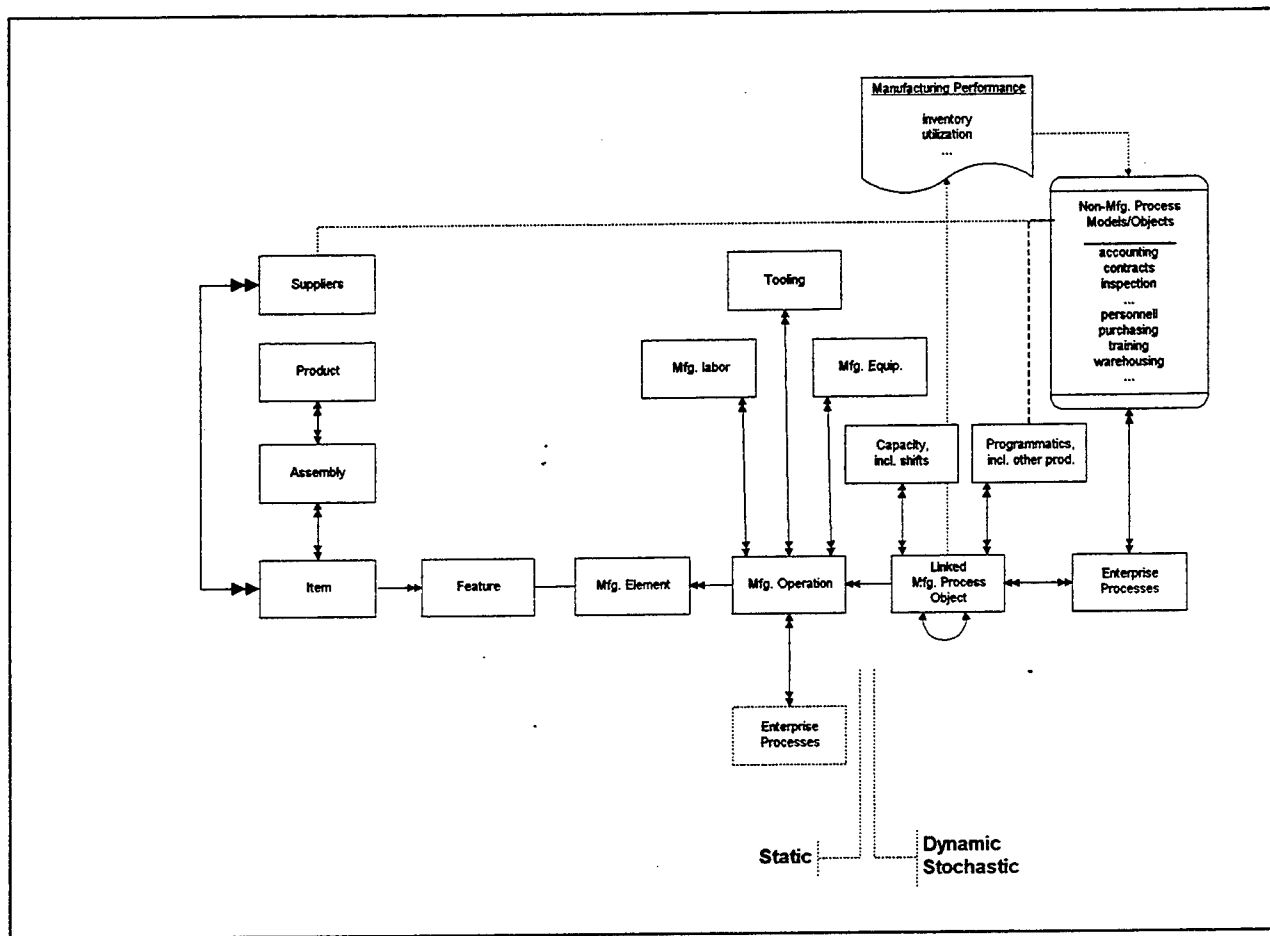 Manufacturing Performance
inventory
utilization
...
Non-Mfg. Process
Models/Objects
accounting
contracts
inspection
...
personnell
purchasing
training
warehousing
...
Suppliers
Tooling
Product
Mfg. labor
Mfg. Equip.
Capacity,
incl. shifts
Programmatics,
incl. other prod.
Assembly
Item
Feature
Mfg. Element
Mfg. Operation
Linked
Mfg. Process
Object
Enterprise
Processes
Enterprise
Processes
Static
Dynamic
Stochastic